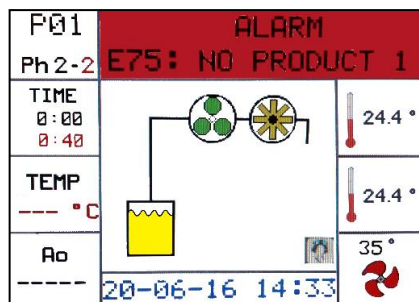 P01
Ph 2-2
ALARM
E75: NO PRODUCT 1
TIME
0:00
0:40
TEMP
--- °C
Ao
-----
24.4 °
24.4 °
35°
20-06-16 14:33